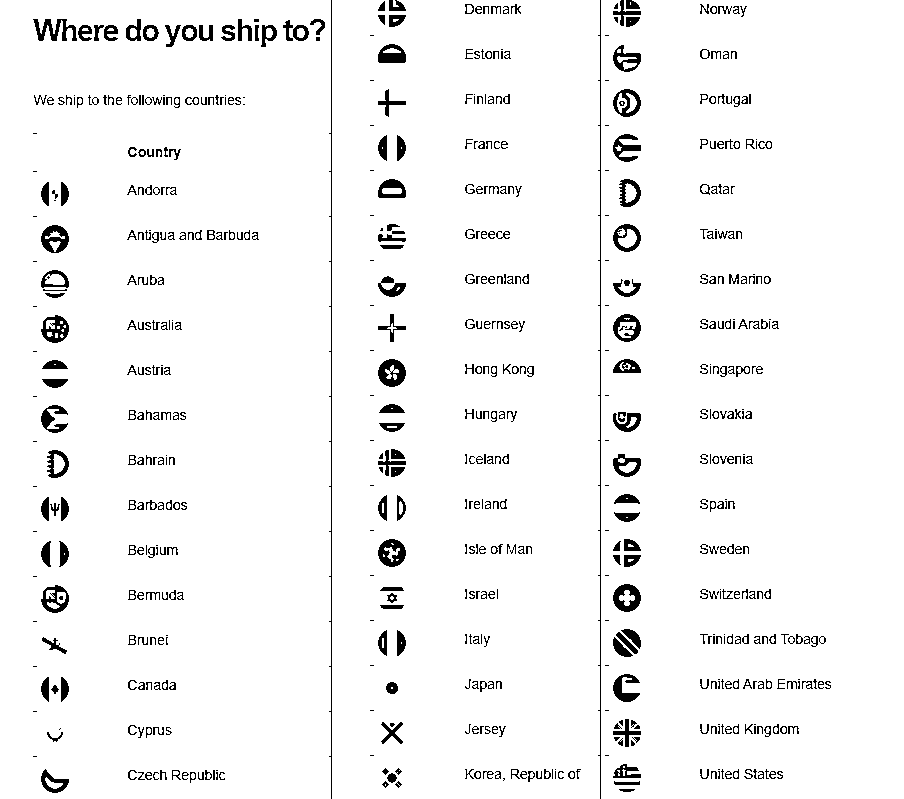 Where do you ship to?
We ship to the following countries:
Country
Andorra
Antigua and Barbuda
Aruba
Australia
Austria
Bahamas
Bahrain
Barbados
Belgium
Bermuda
Brunei
Canada
Cyprus
Czech Republic
Denmark
Estonia
Finland
France
Germany
Greece
Greenland
Guernsey
Hong Kong
Hungary
Iceland
Ireland
Isle of Man
Israel
Italy
Japan
Jersey
Korea, Republic of
Norway
Oman
Portugal
Puerto Rico
Qatar
Taiwan
San Marino
Saudi Arabia
Singapore
Slovakia
Slovenia
Spain
Sweden
Switzerland
Trinidad and Tobago
United Arab Emirates
United Kingdom
United States